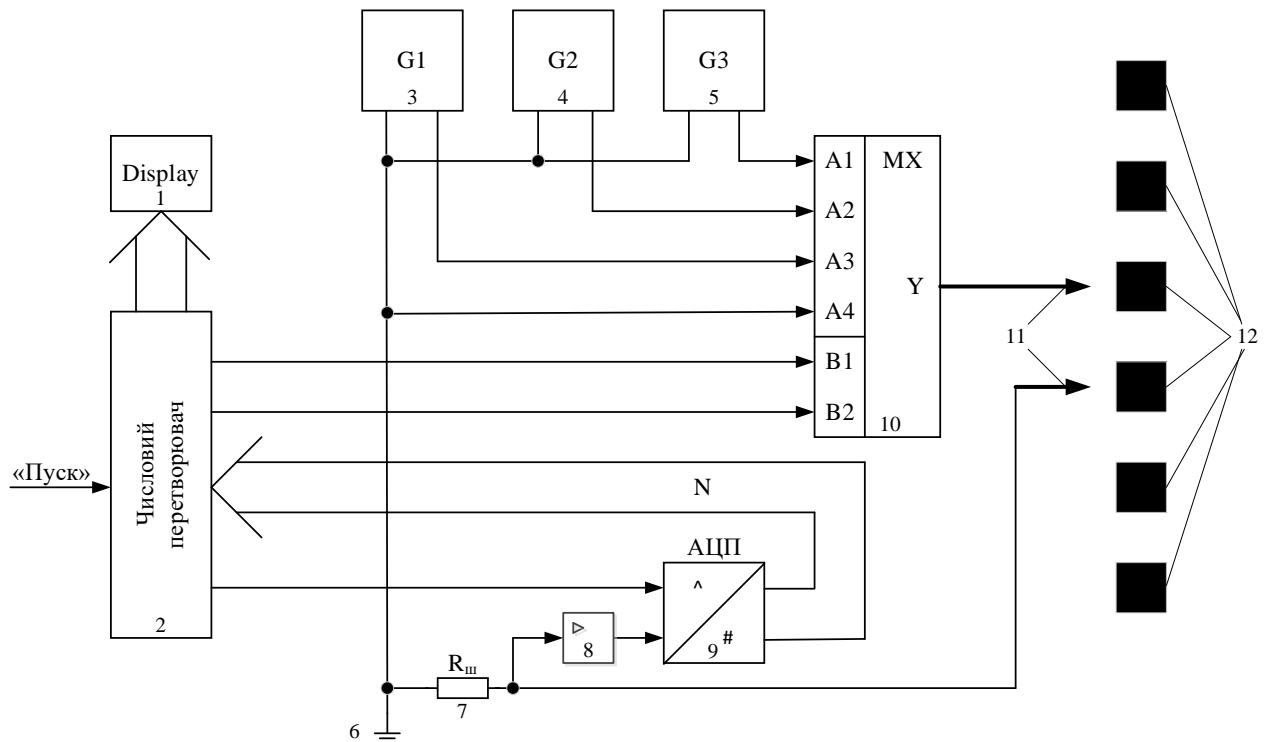 G1
3
G2
4
G3
5
Display
1
A1
MX
A2
A3
Y
A4
B1
B2
10
11
12
«Пуск»
Числовий
перетворювач
2
N
АЦП
^
#
9
8
Rш
7
6